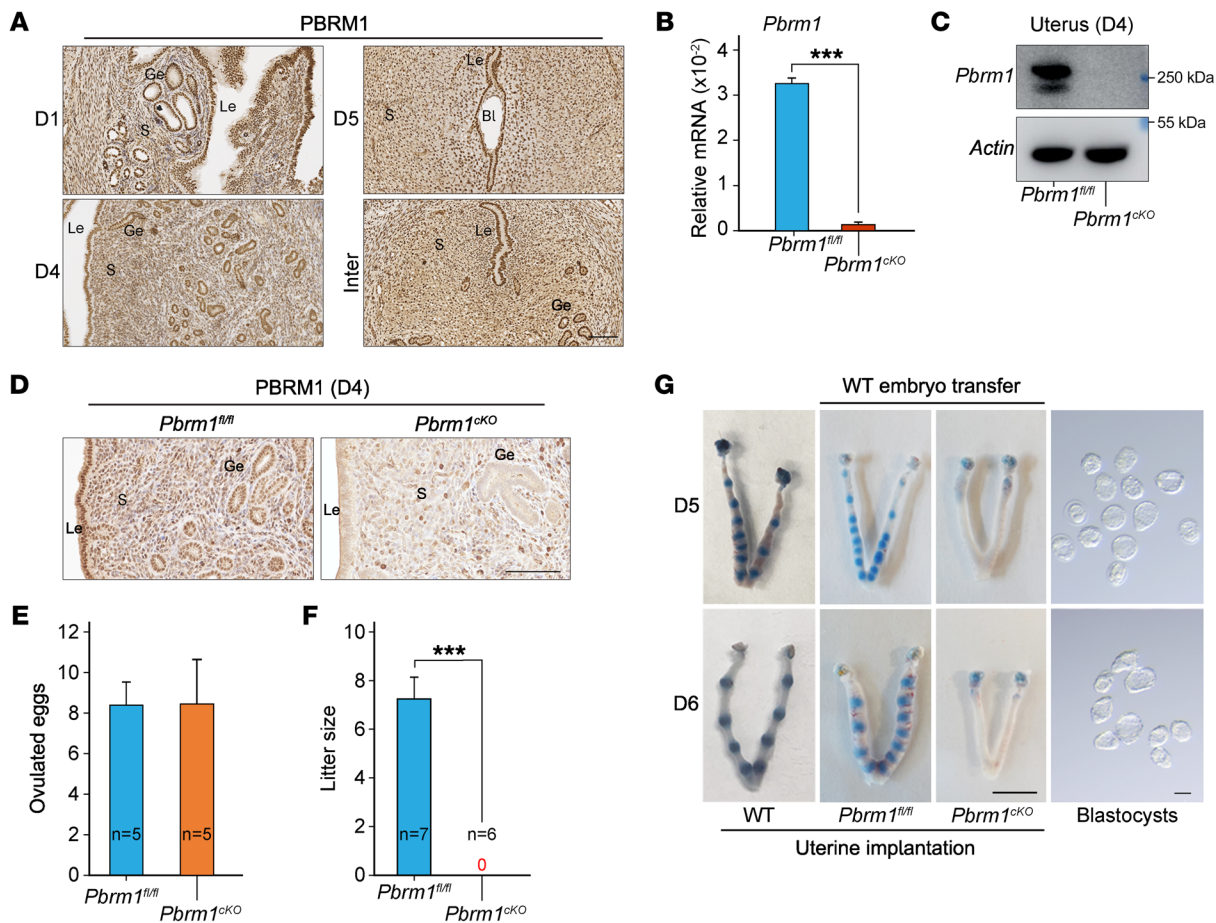 A
PBRM1
D1
Ge
Le
S
D5
Le
S
Bl
D4
Le
Ge
S
Inter
Le
S
Ge
B
Pbrm1
Relative mRNA (x10⁻²)
4
3
2
1
0
***
Pbrm1fl/fl
Pbrm1cKO
C
Uterus (D4)
Pbrm1
250 kDa
55 kDa
Actin
Pbrm1fl/fl
Pbrm1cKO
D
PBRM1 (D4)
Pbrm1fl/fl
Pbrm1cKO
Ge
S
Le
Ge
S
Le
E
Ovulated eggs
12
10
8
6
4
2
0
n=5
n=5
Pbrm1fl/fl
Pbrm1cKO
F
Litter size
10
8
6
4
2
0
***
n=7
n=6
0
Pbrm1fl/fl
Pbrm1cKO
G
WT embryo transfer
D5
D6
WT
Pbrm1fl/fl
Pbrm1cKO
Blastocysts
Uterine implantation